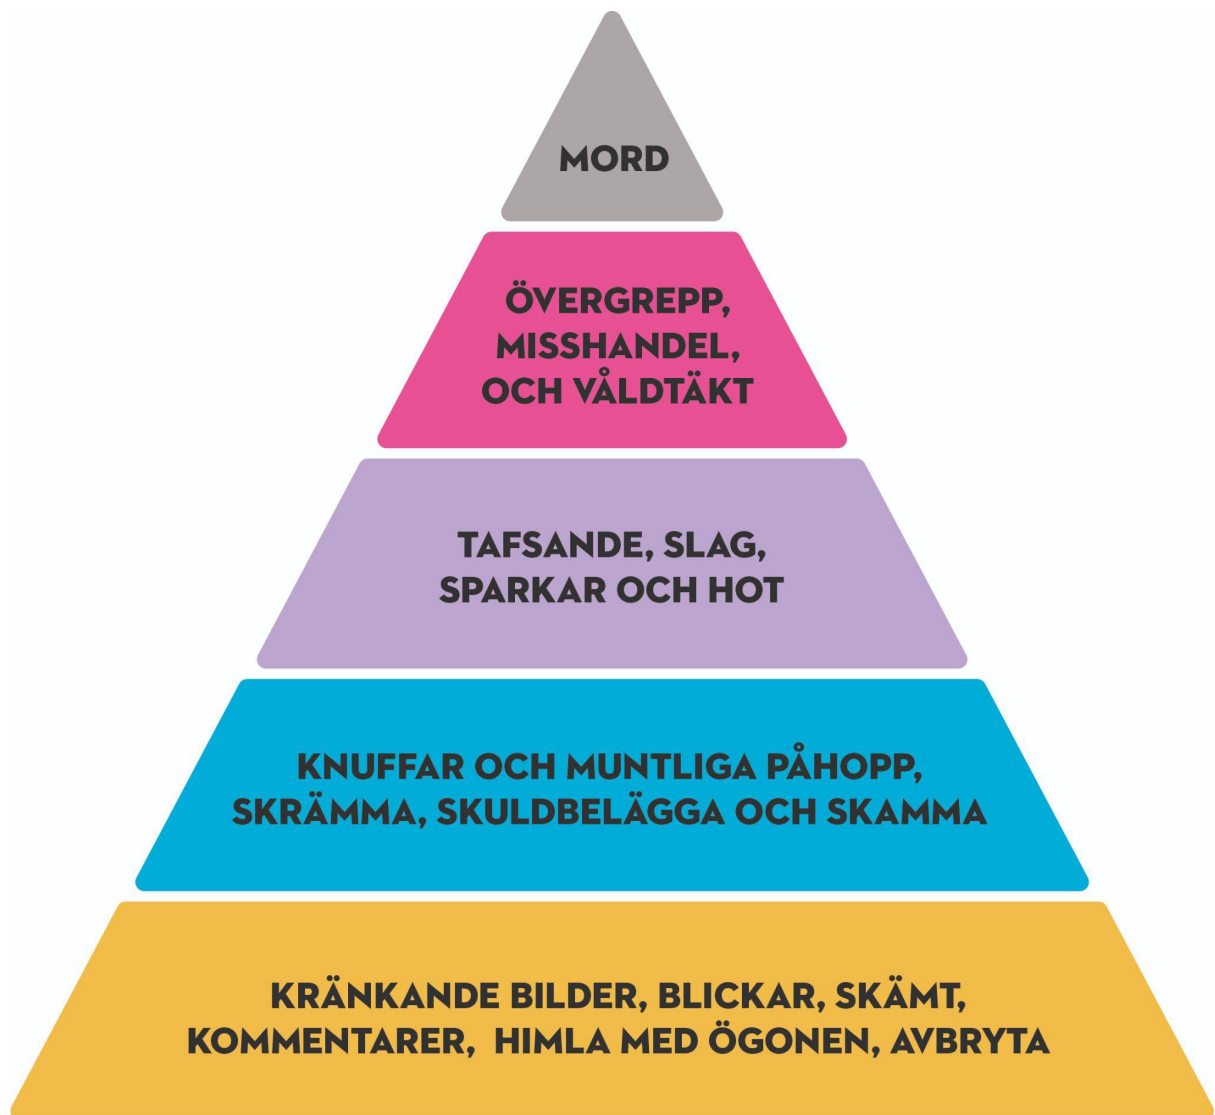 MORD
ÖVERGREPP,
MISSHANDEL,
OCH VÅLDTÄKT
TAFSANDE, SLAG,
SPARKAR OCH HOT
KNUFFAR OCH MUNTLIGA PÅHOPP,
SKRÄMMA, SKULDBELÄGGA OCH SKAMMA
KRÄNKANDE BILDER, BLICKAR, SKÄMT,
KOMMENTARER, HIMLA MED ÖGONEN, AVBRYTA